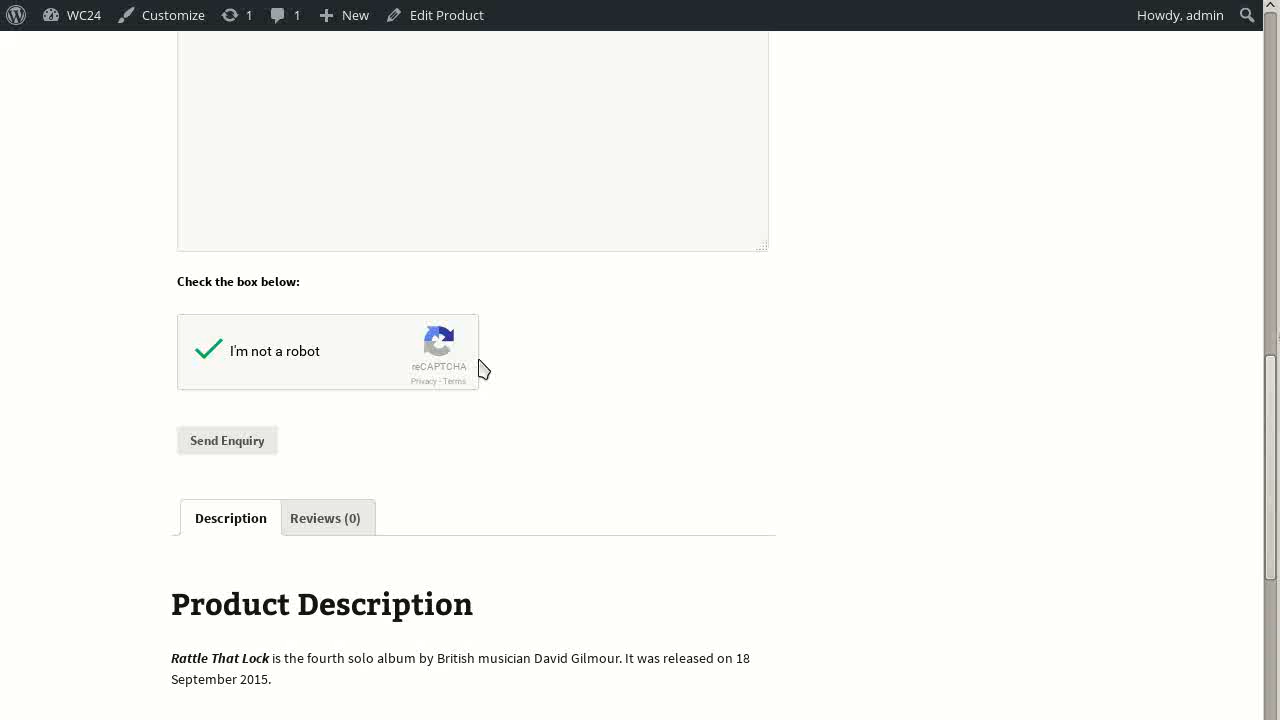 WC24 Customize 1 1 New Edit Product Howdy, admin
Check the box below:
I'm not a robot
reCAPTCHA
Privacy - Terms
Send Enquiry
Description Reviews (0)
Product Description
Rattle That Lock is the fourth solo album by British musician David Gilmour. It was released on 18
September 2015.